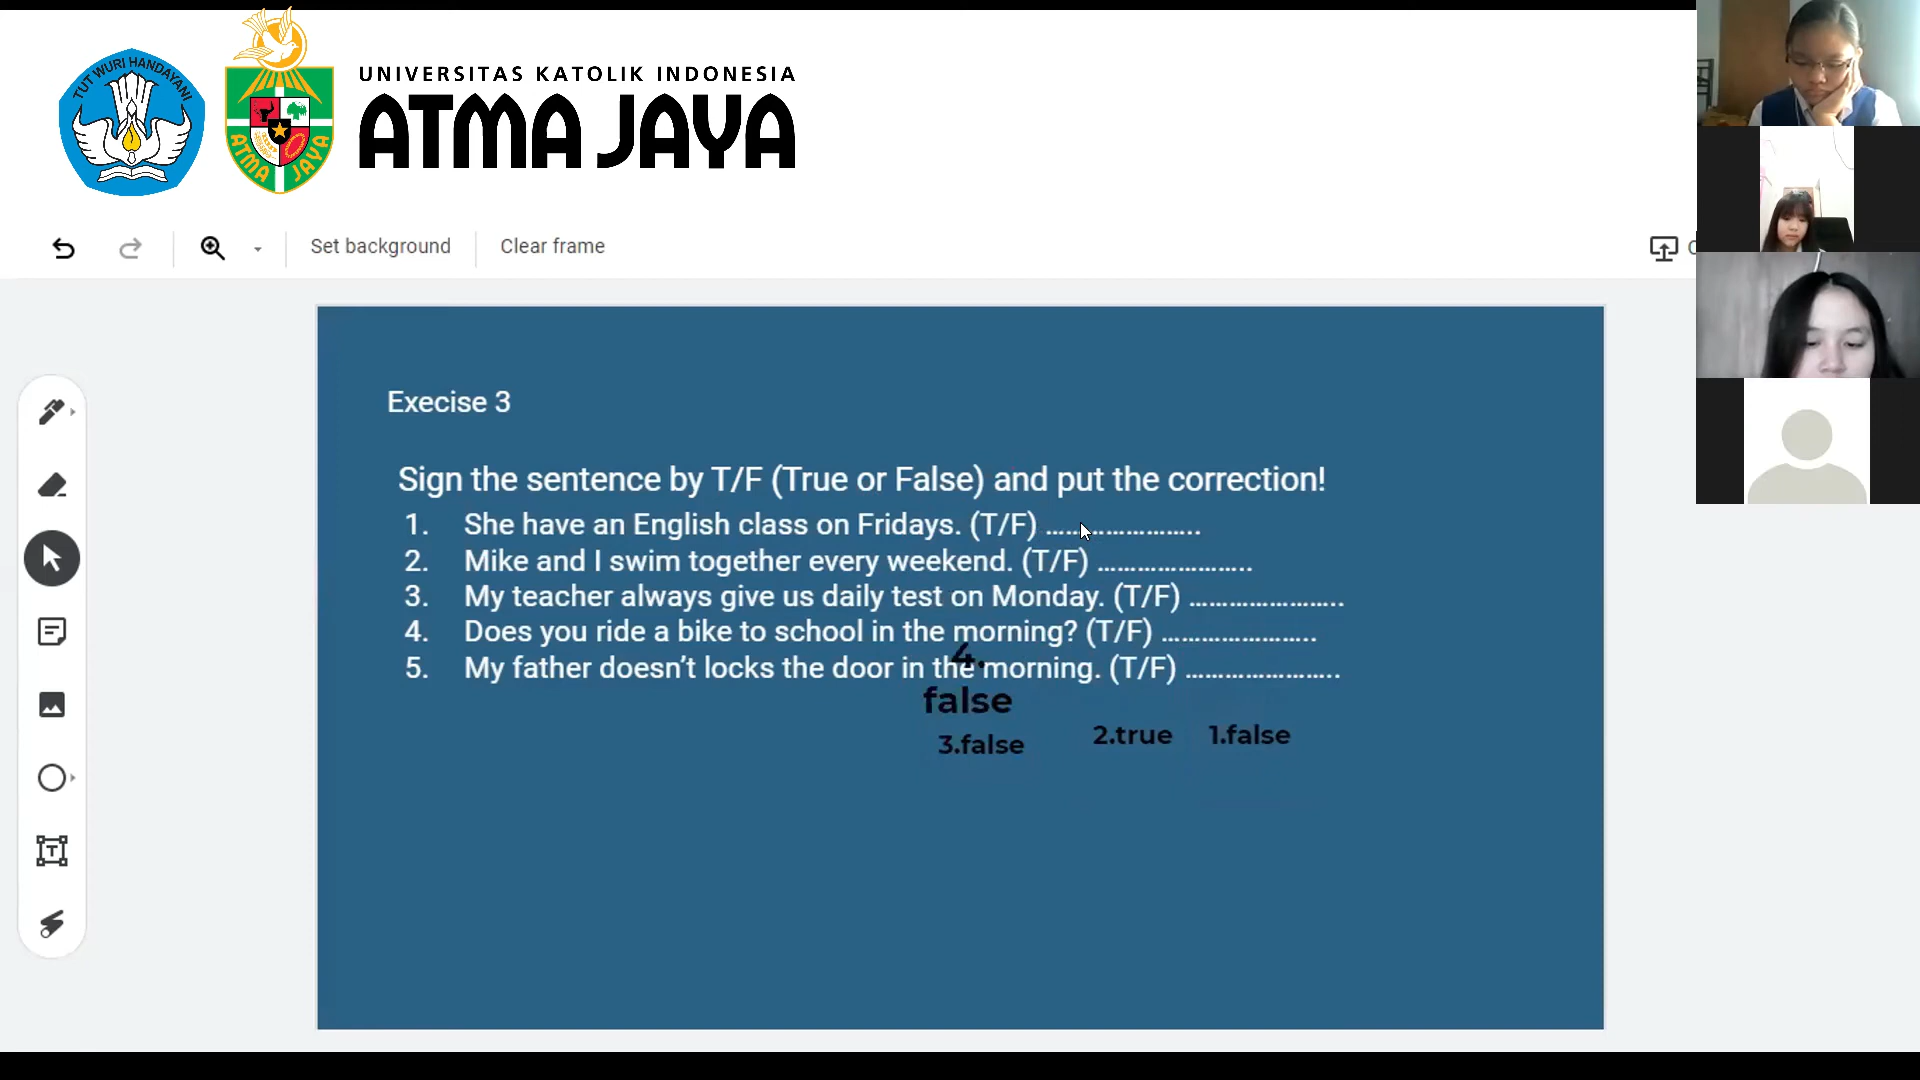 TUT WURI HANDAYANI
ATMA JAYA
UNIVERSITAS KATOLIK INDONESIA
ATMA JAYA
Set background
Clear frame
Execise 3
Sign the sentence by T/F (True or False) and put the correction!
1. She have an English class on Fridays. (T/F) …………………..
2. Mike and I swim together every weekend. (T/F) …………………..
3. My teacher always give us daily test on Monday. (T/F) …………………..
4. Does you ride a bike to school in the morning? (T/F) …………………..
5. My father doesn’t locks the door in the morning. (T/F) …………………..
4.
false
3.false
2.true
1.false